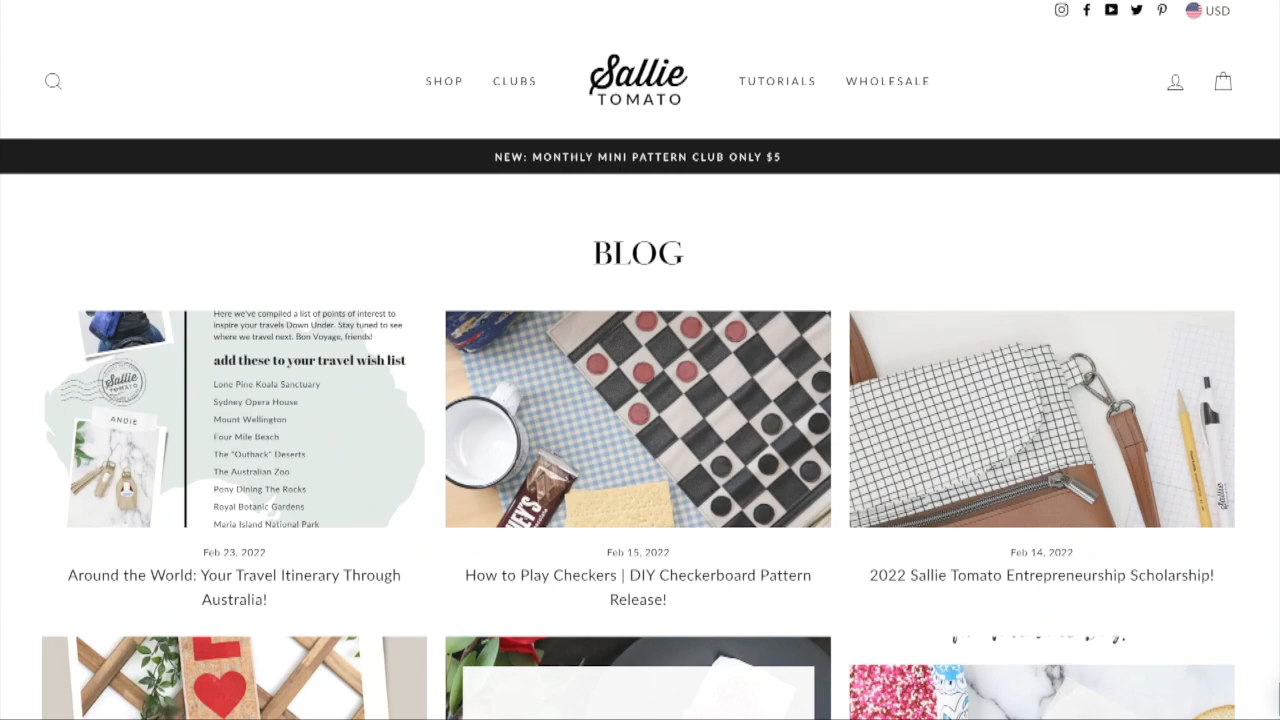 USD
SHOP
CLUBS
Sallie
TOMATO
TUTORIALS
WHOLESALE
NEW: MONTHLY MINI PATTERN CLUB ONLY $5
BLOG
Here we've compiled a list of points of interest to
inspire your travels Down Under. Stay tuned to see
where we travel next. Bon Voyage, friends!
add these to your travel wish list
Sallie
TOMATO
Lone Pine Koala Sanctuary
Sydney Opera House
Mount Wellington
ANDIE
Four Mile Beach
The "Outback" Deserts
The Australian Zoo
Pony Dining The Rocks
Royal Botanic Gardens
Maria Island National Park
Sallie
Feb 23, 2022
Around the World: Your Travel Itinerary Through
Australia!
Feb 15, 2022
How to Play Checkers | DIY Checkerboard Pattern
Release!
Feb 14, 2022
2022 Sallie Tomato Entrepreneurship Scholarship!